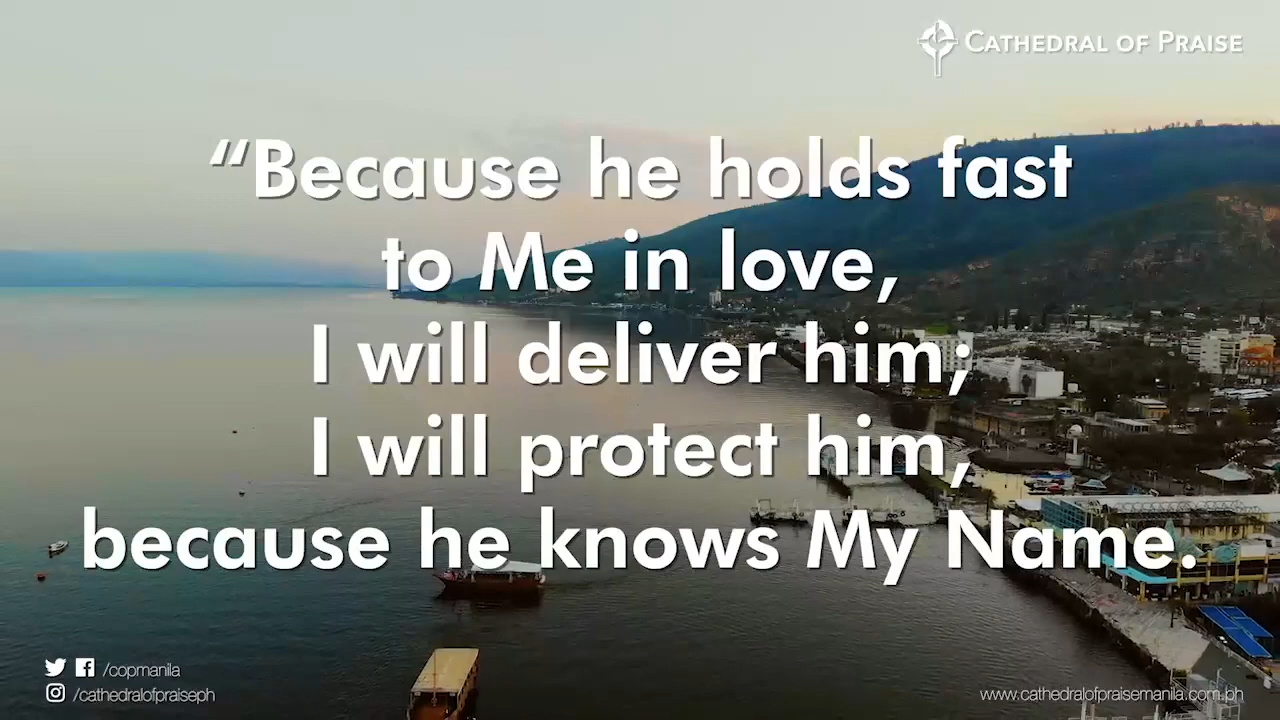 CATHEDRAL OF PRAISE
“Because he holds fast
to Me in love,
I will deliver him;
I will protect him,
because he knows My Name.
/copmanila
/cathedralofpraiseph
www.cathedralofpraisemanila.com.ph